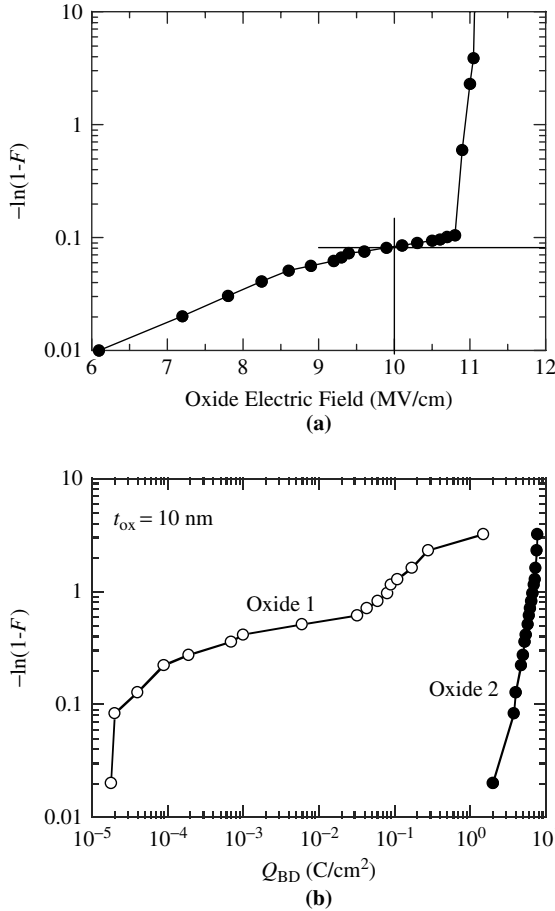 10
1
0.1
0.01
−ln(1-F)
6 7 8 9 10 11 12
Oxide Electric Field (MV/cm)
(a)
10
1
0.1
0.01
−ln(1-F)
t_ox = 10 nm
Oxide 1
Oxide 2
10⁻⁵ 10⁻⁴ 10⁻³ 10⁻² 10⁻¹ 10⁰ 10
Q_BD (C/cm²)
(b)